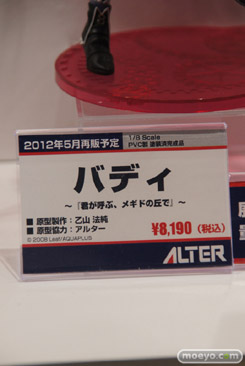 2012年5月再販予定
1/8 Scale
PVC製 塗装済完成品
バディ
～『君が呼ぶ、メギドの丘で』～
■ 原型製作：乙山 法純
■ 原型協力：アルター
©2008 Leaf/AQUAPLUS
¥8,190（税込）
ALTER
moeyo.com